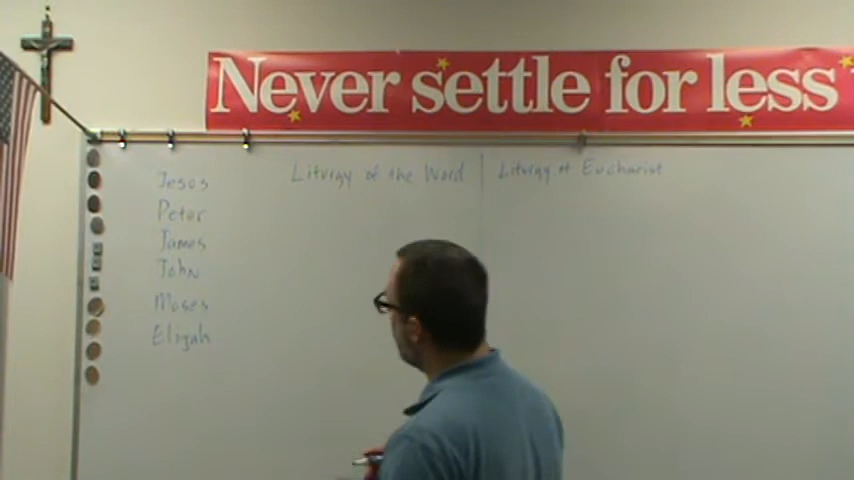 Never settle for less
Liturgy of the Word
Liturgy of Eucharist
Jesus
Peter
James
John
Moses
Elijah